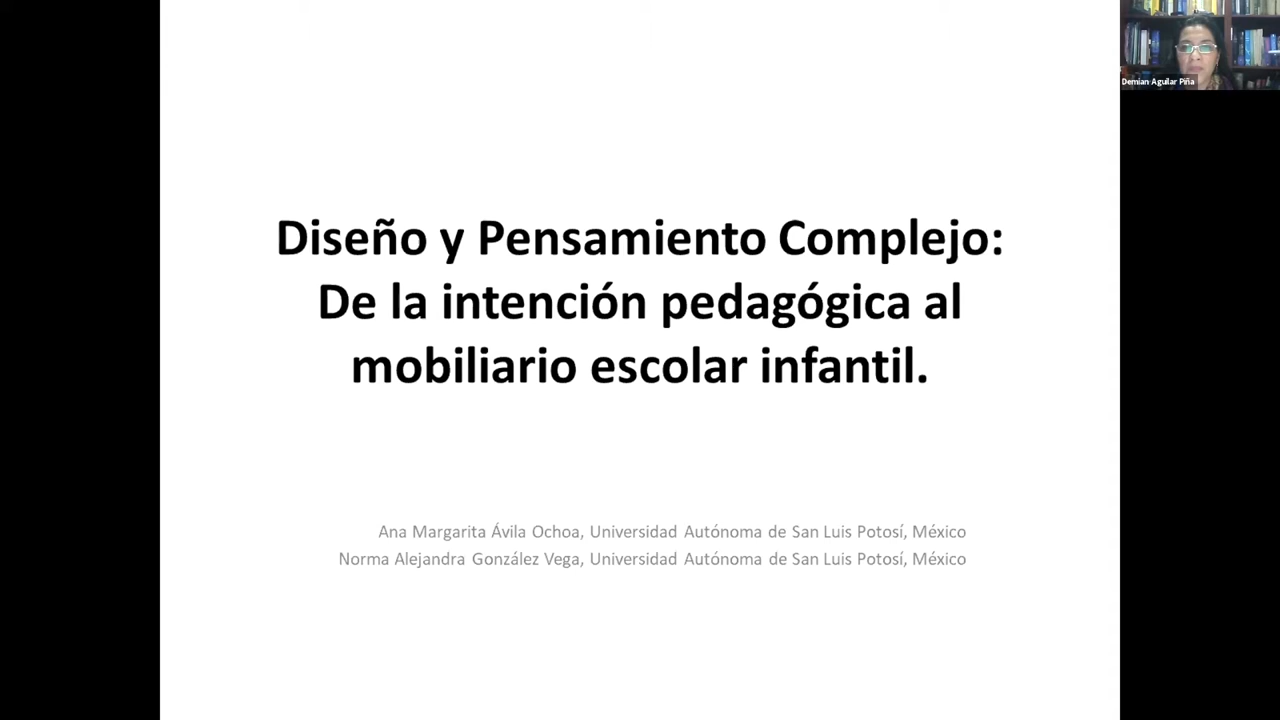 Diseño y Pensamiento Complejo:
De la intención pedagógica al
mobiliario escolar infantil.
Ana Margarita Ávila Ochoa, Universidad Autónoma de San Luis Potosí, México
Norma Alejandra González Vega, Universidad Autónoma de San Luis Potosí, México
Demian Aguilar Piña